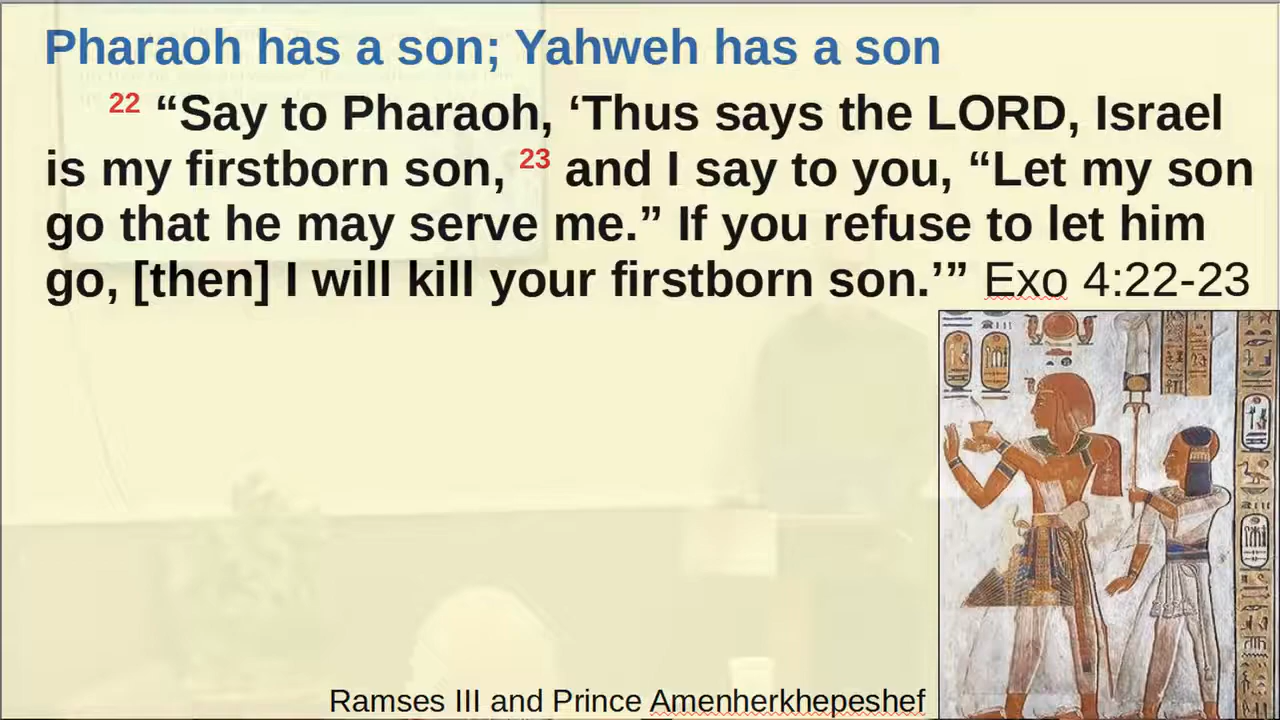 Pharaoh has a son; Yahweh has a son
22 “Say to Pharaoh, ‘Thus says the LORD, Israel
is my firstborn son, 23 and I say to you, “Let my son
go that he may serve me.” If you refuse to let him
go, [then] I will kill your firstborn son.’” Exo 4:22-23
Ramses III and Prince Amenherkhepeshef